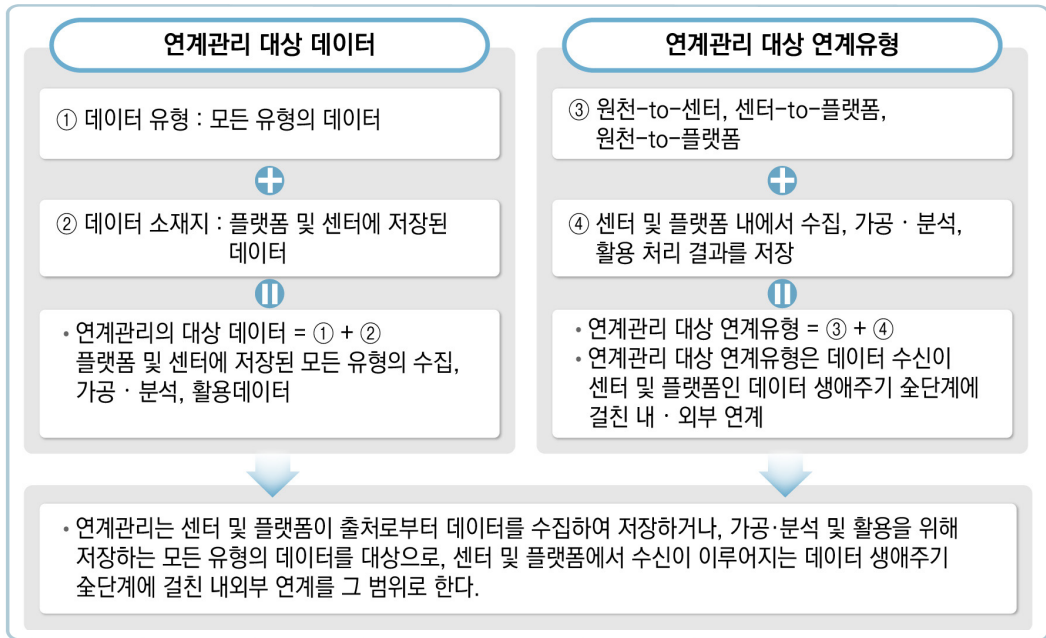 연계관리 대상 데이터
① 데이터 유형 : 모든 유형의 데이터
② 데이터 소재지 : 플랫폼 및 센터에 저장된
데이터
• 연계관리의 대상 데이터 = ① + ②
플랫폼 및 센터에 저장된 모든 유형의 수집,
가공 · 분석, 활용데이터
연계관리 대상 연계유형
③ 원천-to-센터, 센터-to-플랫폼,
원천-to-플랫폼
④ 센터 및 플랫폼 내에서 수집, 가공 · 분석,
활용 처리 결과를 저장
• 연계관리 대상 연계유형 = ③ + ④
• 연계관리 대상 연계유형은 데이터 수신이
센터 및 플랫폼인 데이터 생애주기 全단계에
걸친 내 · 외부 연계
• 연계관리는 센터 및 플랫폼이 출처로부터 데이터를 수집하여 저장하거나, 가공·분석 및 활용을 위해
저장하는 모든 유형의 데이터를 대상으로, 센터 및 플랫폼에서 수신이 이루어지는 데이터 생애주기
全단계에 걸친 내외부 연계를 그 범위로 한다.